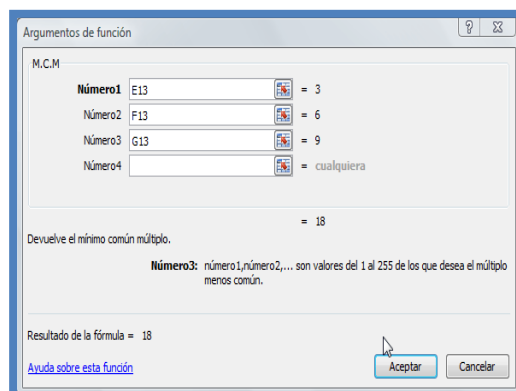 Argumentos de función
M.C.M
Número1 E13 = 3
Número2 F13 = 6
Número3 G13 = 9
Número4 = cualquiera
= 18
Devuelve el mínimo común múltiplo.
Número3: número1,número2,... son valores del 1 al 255 de los que desea el múltiplo
menos común.
Resultado de la fórmula = 18
Ayuda sobre esta función
Aceptar Cancelar